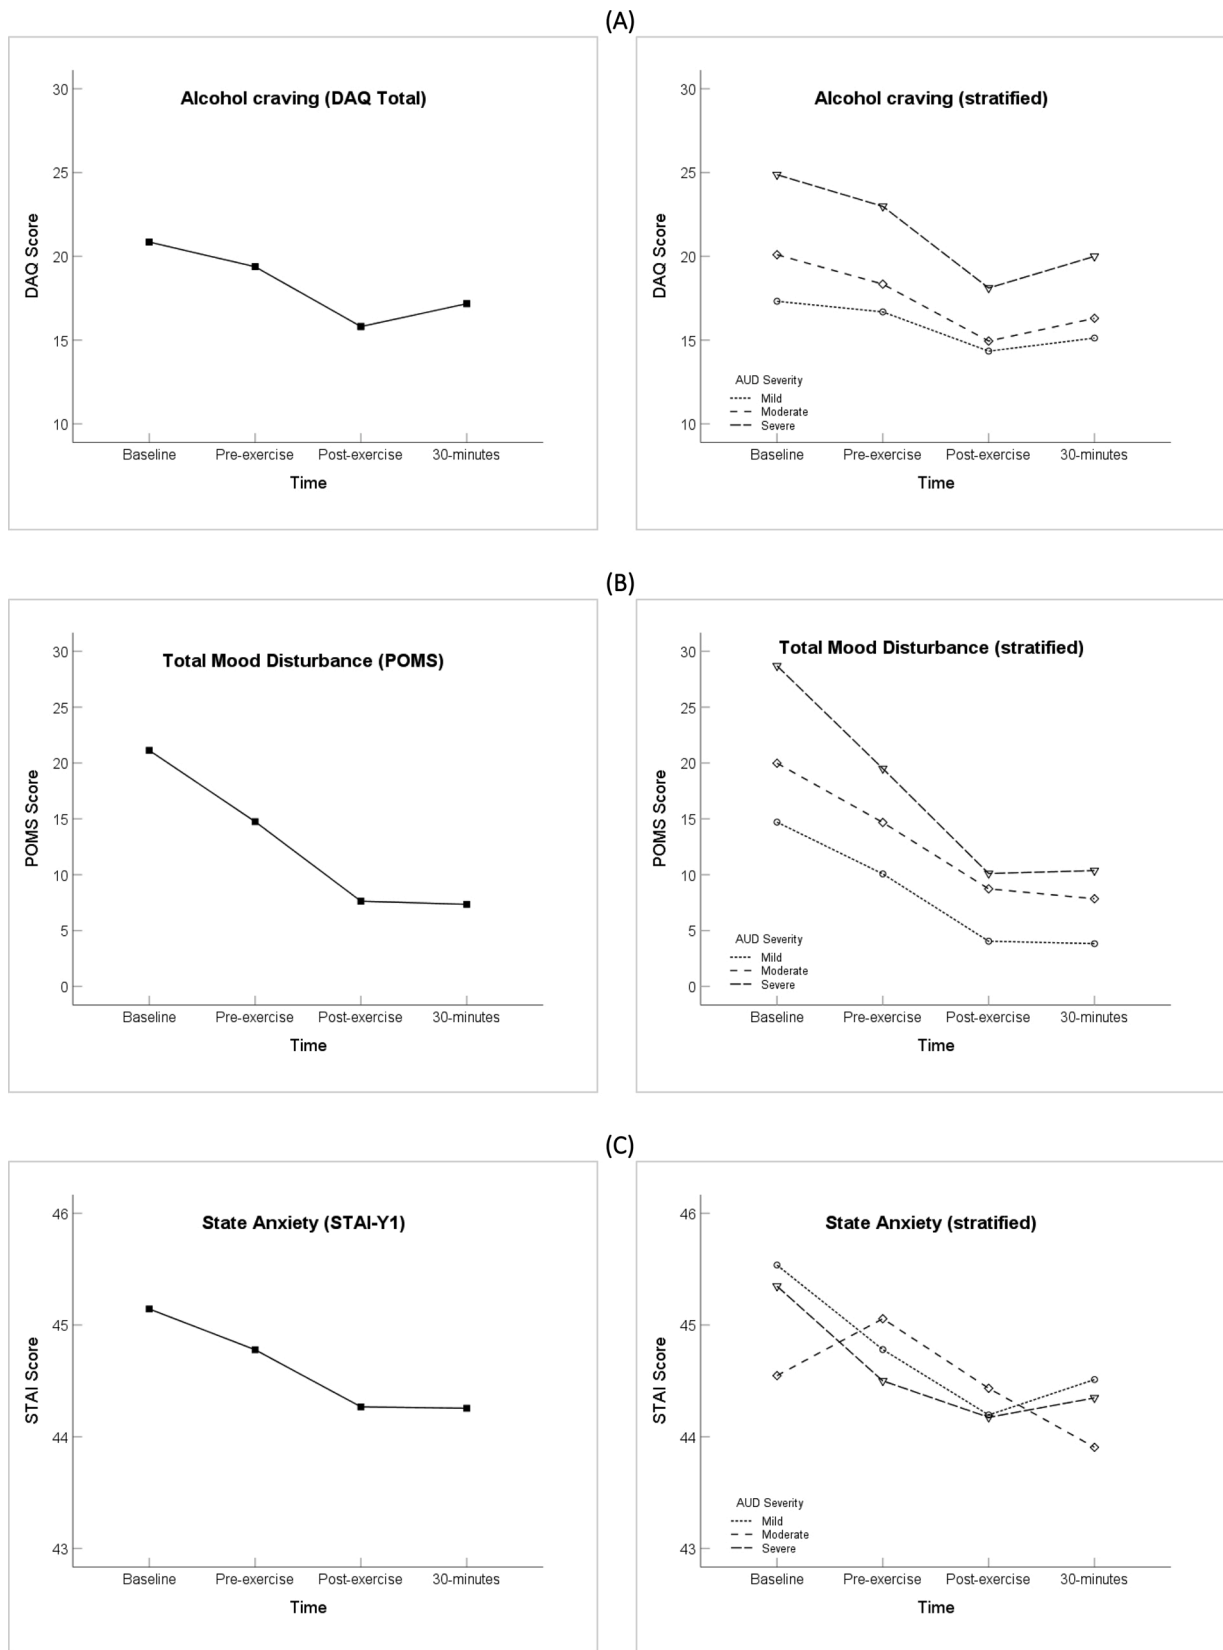 (A)
Alcohol craving (DAQ Total)
30
25
20
15
10
DAQ Score
Baseline Pre-exercise Post-exercise 30-minutes
Time
Alcohol craving (stratified)
30
25
20
15
10
DAQ Score
AUD Severity
Mild
Moderate
Severe
Baseline Pre-exercise Post-exercise 30-minutes
Time
(B)
Total Mood Disturbance (POMS)
30
25
20
15
10
5
0
POMS Score
Baseline Pre-exercise Post-exercise 30-minutes
Time
Total Mood Disturbance (stratified)
30
25
20
15
10
5
0
POMS Score
AUD Severity
Mild
Moderate
Severe
Baseline Pre-exercise Post-exercise 30-minutes
Time
(C)
State Anxiety (STAI-Y1)
46
45
44
43
STAI Score
Baseline Pre-exercise Post-exercise 30-minutes
Time
State Anxiety (stratified)
46
45
44
43
STAI Score
AUD Severity
Mild
Moderate
Severe
Baseline Pre-exercise Post-exercise 30-minutes
Time